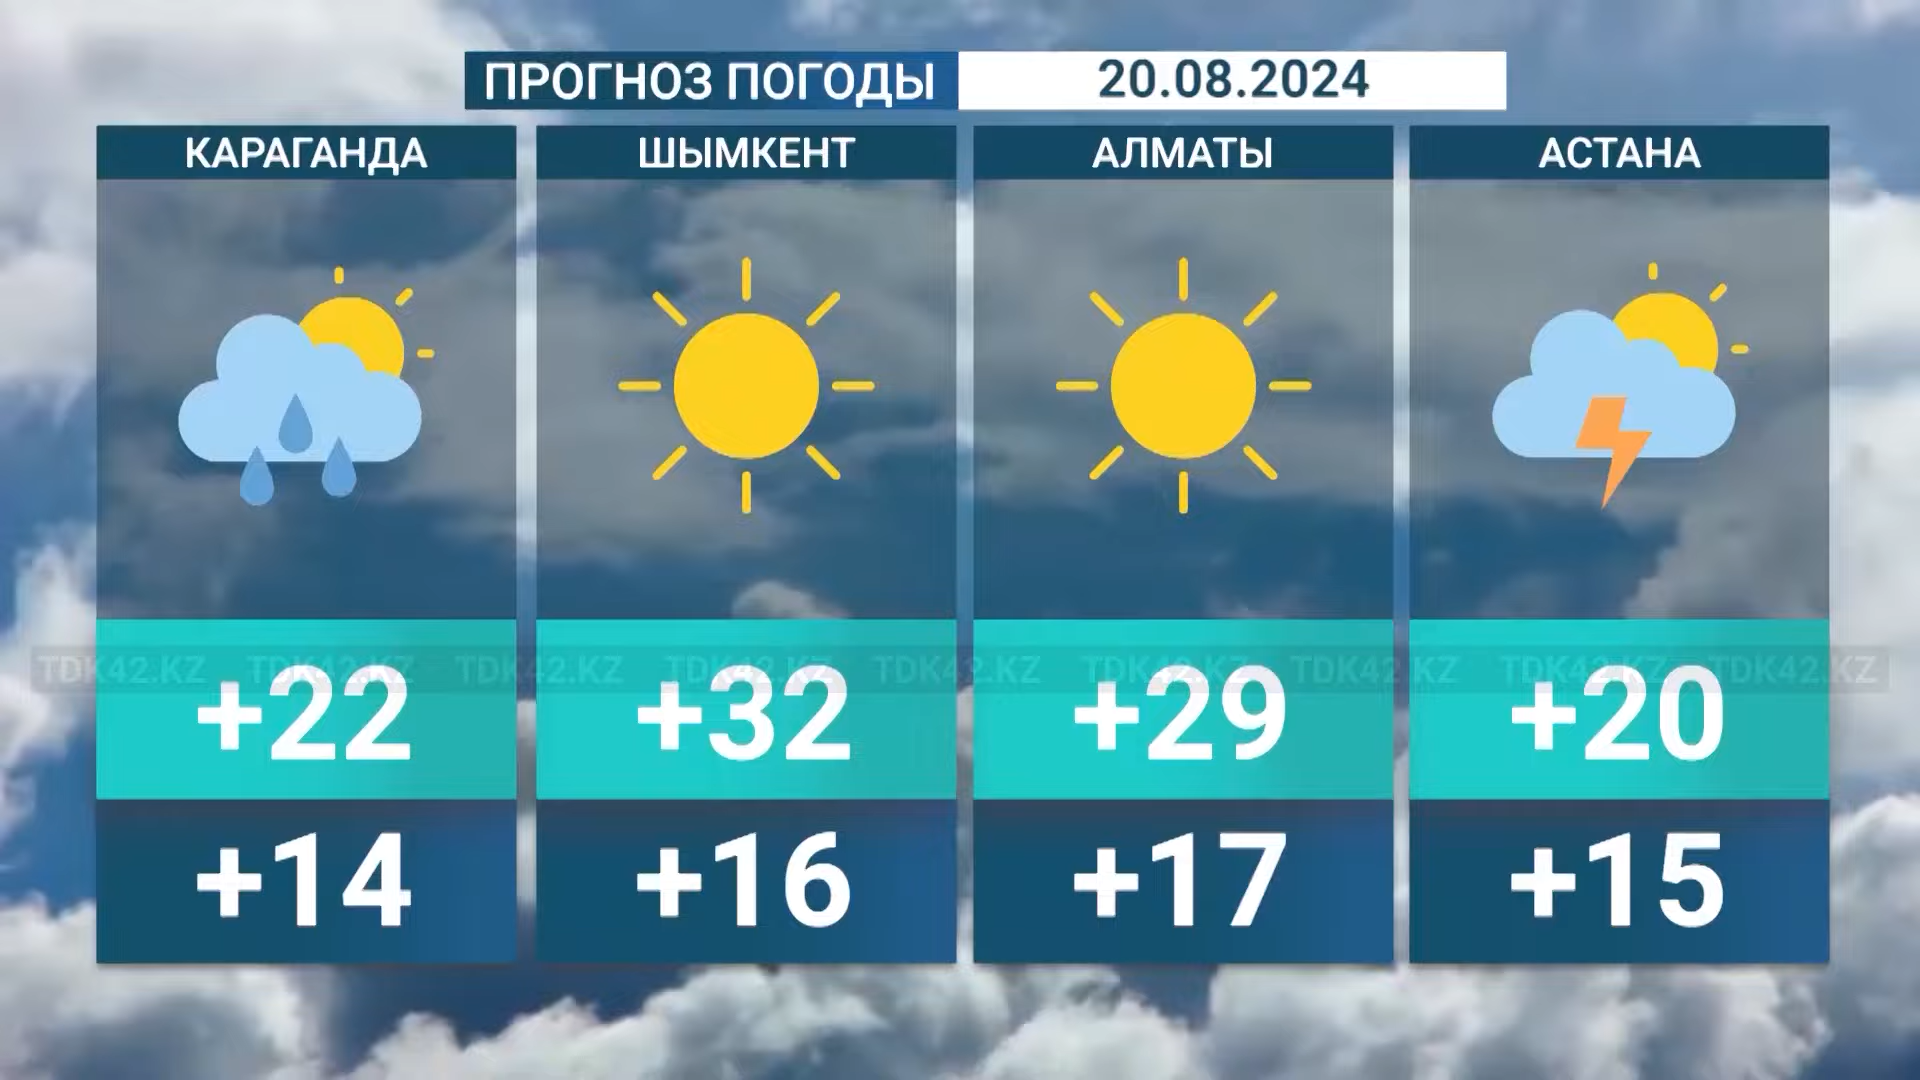 ПРОГНОЗ ПОГОДЫ 20.08.2024
КАРАГАНДА ШЫМКЕНТ АЛМАТЫ АСТАНА
TDK42.KZ TDK42.KZ TDK42.KZ TDK42.KZ TDK42.KZ TDK42.KZ TDK42.KZ TDK42.KZ TDK42.KZ
+22 +32 +29 +20
+14 +16 +17 +15